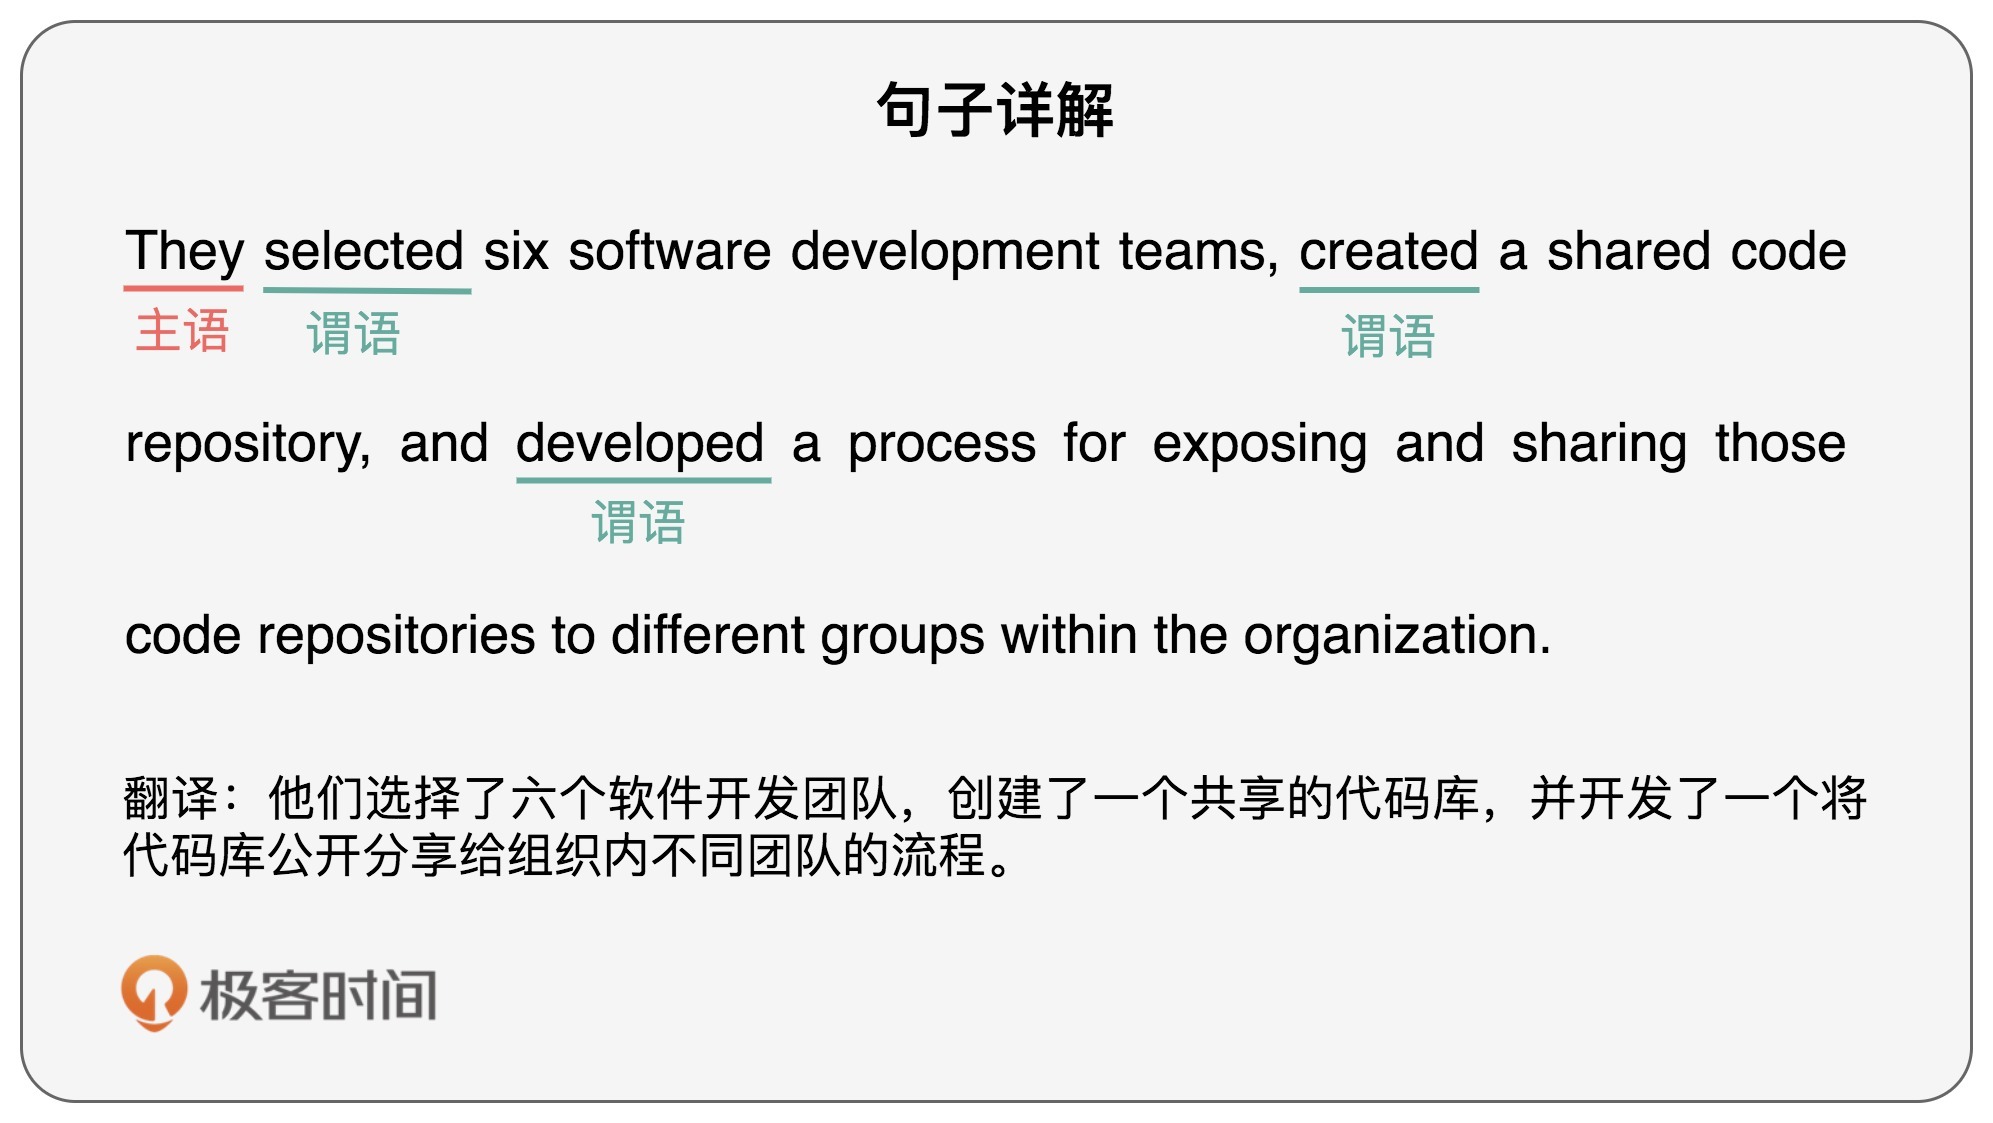 句子详解
They selected six software development teams, created a shared code
主语 谓语 谓语
repository, and developed a process for exposing and sharing those
谓语
code repositories to different groups within the organization.
翻译：他们选择了六个软件开发团队，创建了一个共享的代码库，并开发了一个将
代码库公开分享给组织内不同团队的流程。
极客时间